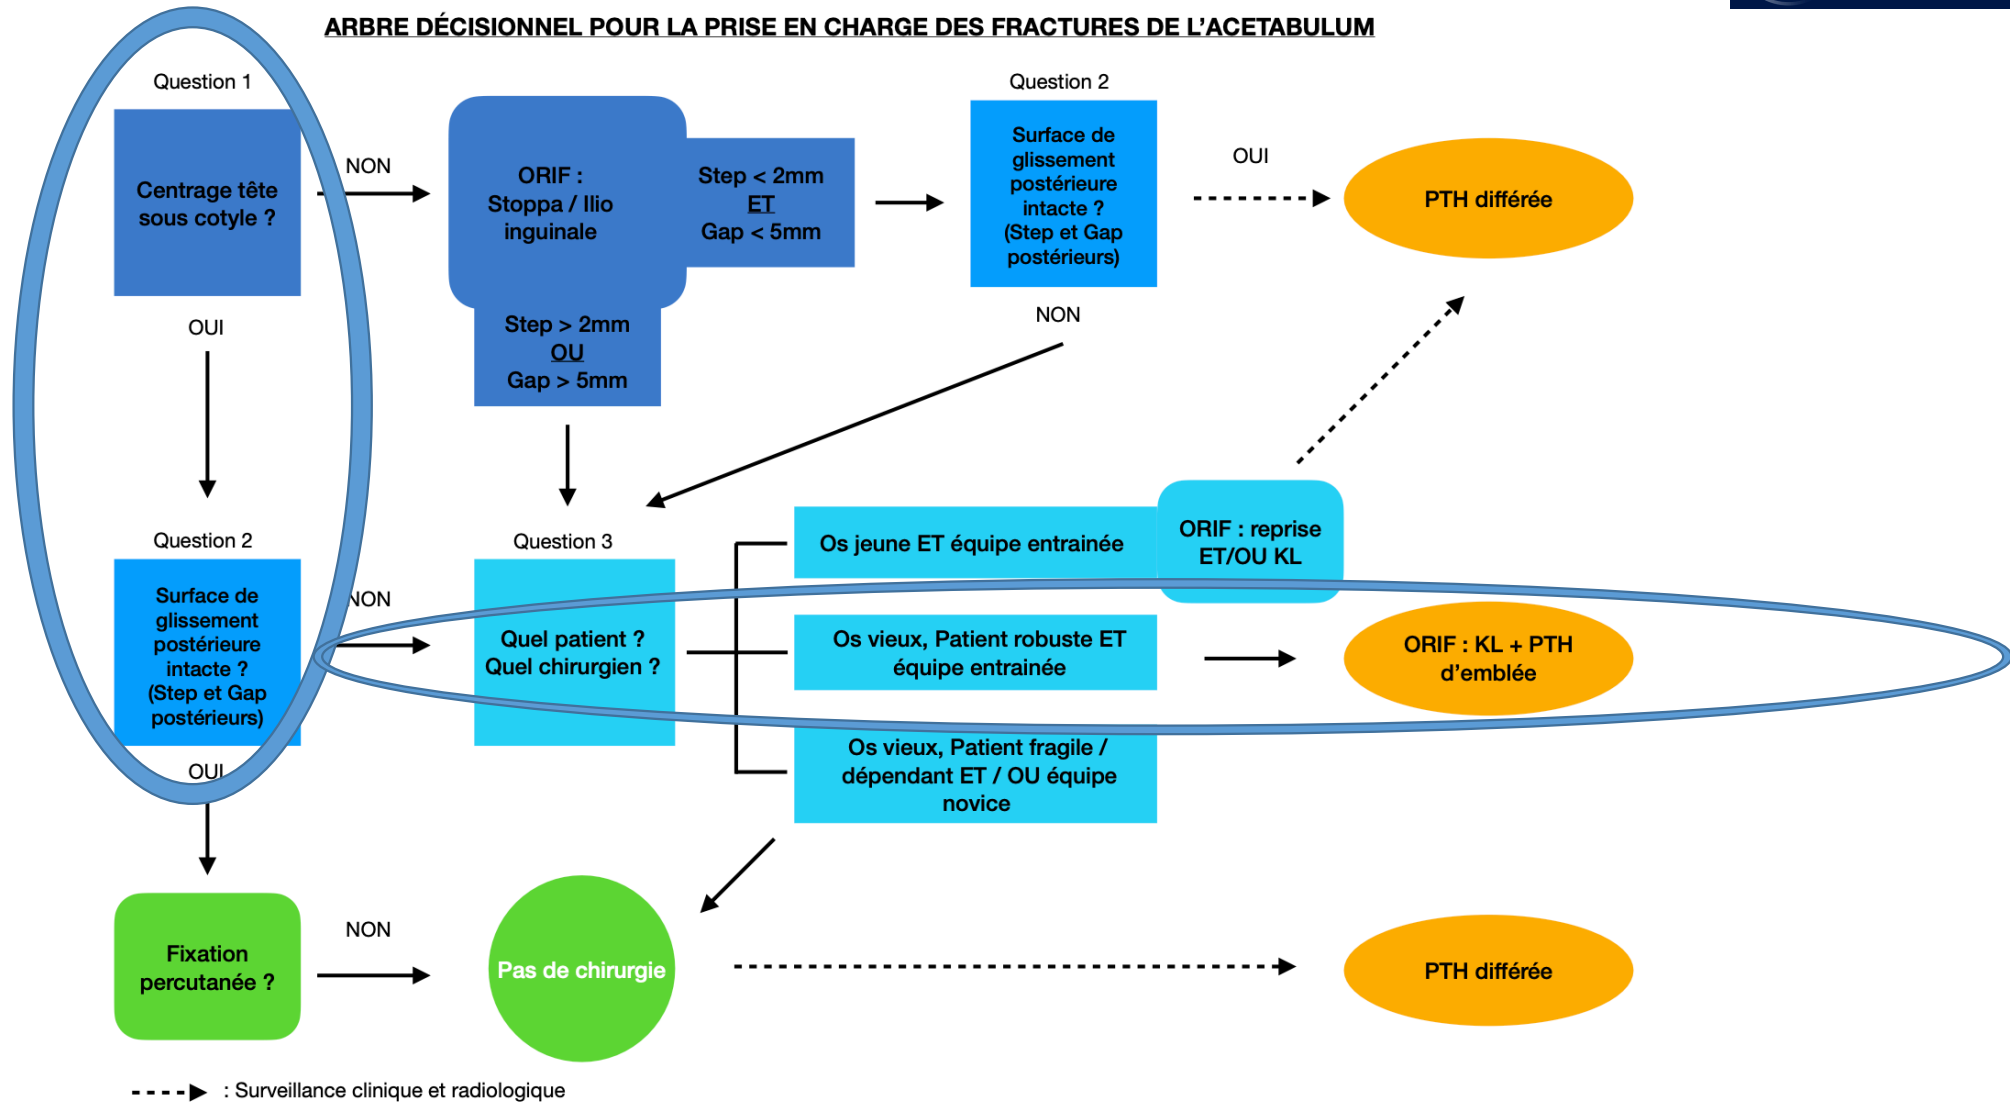 ARBRE DÉCISIONNEL POUR LA PRISE EN CHARGE DES FRACTURES DE L'ACETABULUM
Question 1
Centrage tête
sous cotyle ?
NON
ORIF :
Stoppa / Ilio
inguinale
Step < 2mm
ET
Gap < 5mm
Question 2
Surface de
glissement
postérieure
intacte ?
(Step et Gap
postérieurs)
OUI
PTH différée
OUI
Step > 2mm
OU
Gap > 5mm
NON
Question 2
Surface de
glissement
postérieure
intacte ?
(Step et Gap
postérieurs)
NON
Question 3
Quel patient ?
Quel chirurgien ?
Os jeune ET équipe entrainée
ORIF : reprise
ET/OU KL
Os vieux, Patient robuste ET
équipe entrainée
ORIF : KL + PTH
d'emblée
Os vieux, Patient fragile /
dépendant ET / OU équipe
novice
OUI
Fixation
percutanée ?
NON
Pas de chirurgie
PTH différée
: Surveillance clinique et radiologique